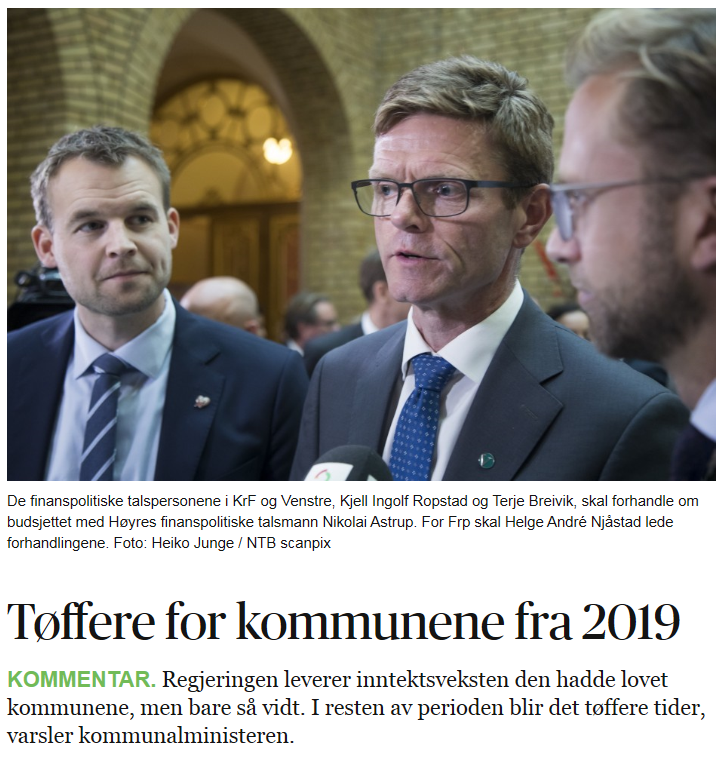 De finanspolitiske talspersonene i KrF og Venstre, Kjell Ingolf Ropstad og Terje Breivik, skal forhandle om
budsjettet med Høyres finanspolitiske talsmann Nikolai Astrup. For Frp skal Helge André Njåstad lede
forhandlingene. Foto: Heiko Junge / NTB scanpix
Tøffere for kommunene fra 2019
KOMMENTAR. Regjeringen leverer inntektsveksten den hadde lovet
kommunene, men bare så vidt. I resten av perioden blir det tøffere tider,
varsler kommunalministeren.